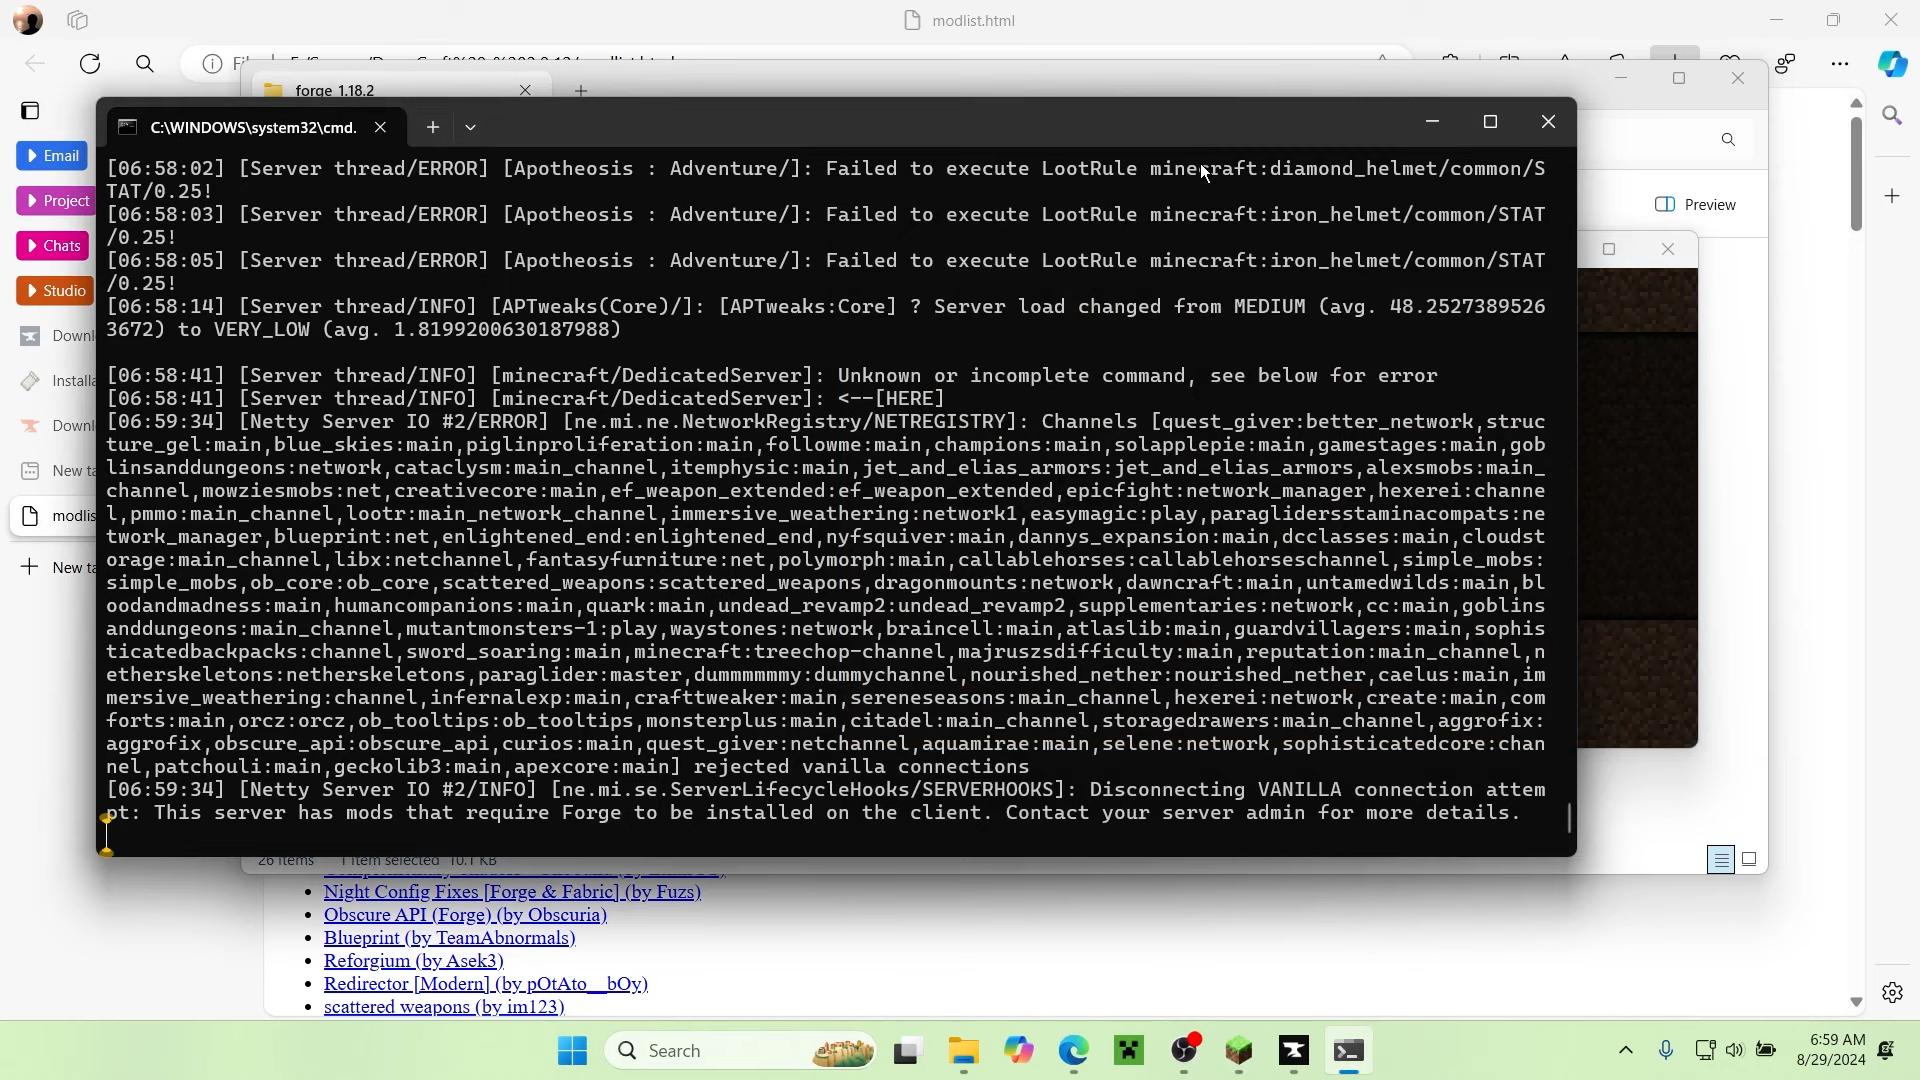 modlist.html
forge 1.18.2
C:\WINDOWS\system32\cmd.
Email
Project
Chats
Studio
Downl
Installa
Downl
New ta
modlis
New ta
Preview
[06:58:02] [Server thread/ERROR] [Apotheosis : Adventure/]: Failed to execute LootRule minecraft:diamond_helmet/common/S
TAT/0.25!
[06:58:03] [Server thread/ERROR] [Apotheosis : Adventure/]: Failed to execute LootRule minecraft:iron_helmet/common/STAT
/0.25!
[06:58:05] [Server thread/ERROR] [Apotheosis : Adventure/]: Failed to execute LootRule minecraft:iron_helmet/common/STAT
/0.25!
[06:58:14] [Server thread/INFO] [APTweaks(Core)/]: [APTweaks:Core] ? Server load changed from MEDIUM (avg. 48.2527389526
3672) to VERY_LOW (avg. 1.8199200630187988)
[06:58:41] [Server thread/INFO] [minecraft/DedicatedServer]: Unknown or incomplete command, see below for error
[06:58:41] [Server thread/INFO] [minecraft/DedicatedServer]: <--[HERE]
[06:59:34] [Netty Server IO #2/ERROR] [ne.mi.ne.NetworkRegistry/NETREGISTRY]: Channels [quest_giver:better_network,struc
ture_gel:main,blue_skies:main,piglinproliferation:main,followme:main,champions:main,solapplepie:main,gamestages:main,gob
linsanddungeons:network,cataclysm:main_channel,itemphysic:main,jet_and_elias_armors:jet_and_elias_armors,alexsmobs:main_
channel,mowziesmobs:net,creativecore:main,ef_weapon_extended:ef_weapon_extended,epicfight:network_manager,hexerei:channe
l,pmmo:main_channel,lootr:main_network_channel,immersive_weathering:network1,easymagic:play,paraglidersstaminacompats:ne
twork_manager,blueprint:net,enlightened_end:enlightened_end,nyfsquiver:main,dannys_expansion:main,dcclasses:main,cloudst
orage:main_channel,libx:netchannel,fantasyfurniture:net,polymorph:main,callablehorses:callablehorseschannel,simple_mobs:
simple_mobs,ob_core:ob_core,scattered_weapons:scattered_weapons,dragonmounts:network,dawncraft:main,untamedwilds:main,bl
oodandmadness:main,humancompanions:main,quark:main,undead_revamp2:undead_revamp2,supplementaries:network,cc:main,goblins
anddungeons:main_channel,mutantmonsters-1:play,waystones:network,braincell:main,atlaslib:main,guardvillagers:main,sophis
ticatedbackpacks:channel,sword_soaring:main,minecraft:treechop-channel,majruszsdifficulty:main,reputation:main_channel,n
etherskeletons:netherskeletons,paraglider:master,dummmmmmy:dummychannel,nourished_nether:nourished_nether,caelus:main,im
mersive_weathering:channel,infernalexp:main,crafttweaker:main,sereneseasons:main_channel,hexerei:network,create:main,com
forts:main,orcz:orcz,ob_tooltips:ob_tooltips,monsterplus:main,citadel:main_channel,storagedrawers:main_channel,aggrofix:
aggrofix,obscure_api:obscure_api,curios:main,quest_giver:netchannel,aquamirae:main,selene:network,sophisticatedcore:chan
nel,patchouli:main,geckolib3:main,apexcore:main] rejected vanilla connections
[06:59:34] [Netty Server IO #2/INFO] [ne.mi.se.ServerLifecycleHooks/SERVERHOOKS]: Disconnecting VANILLA connection attem
pt: This server has mods that require Forge to be installed on the client. Contact your server admin for more details.
26 items 1 item selected 10.1 KB
Night Config Fixes [Forge & Fabric] (by Fuzs)
Obscure API (Forge) (by Obscuria)
Blueprint (by TeamAbnormals)
Reforgium (by Asek3)
Redirector [Modern] (by pOtAto__bOy)
scattered weapons (by im123)
Search
6:59 AM
8/29/2024